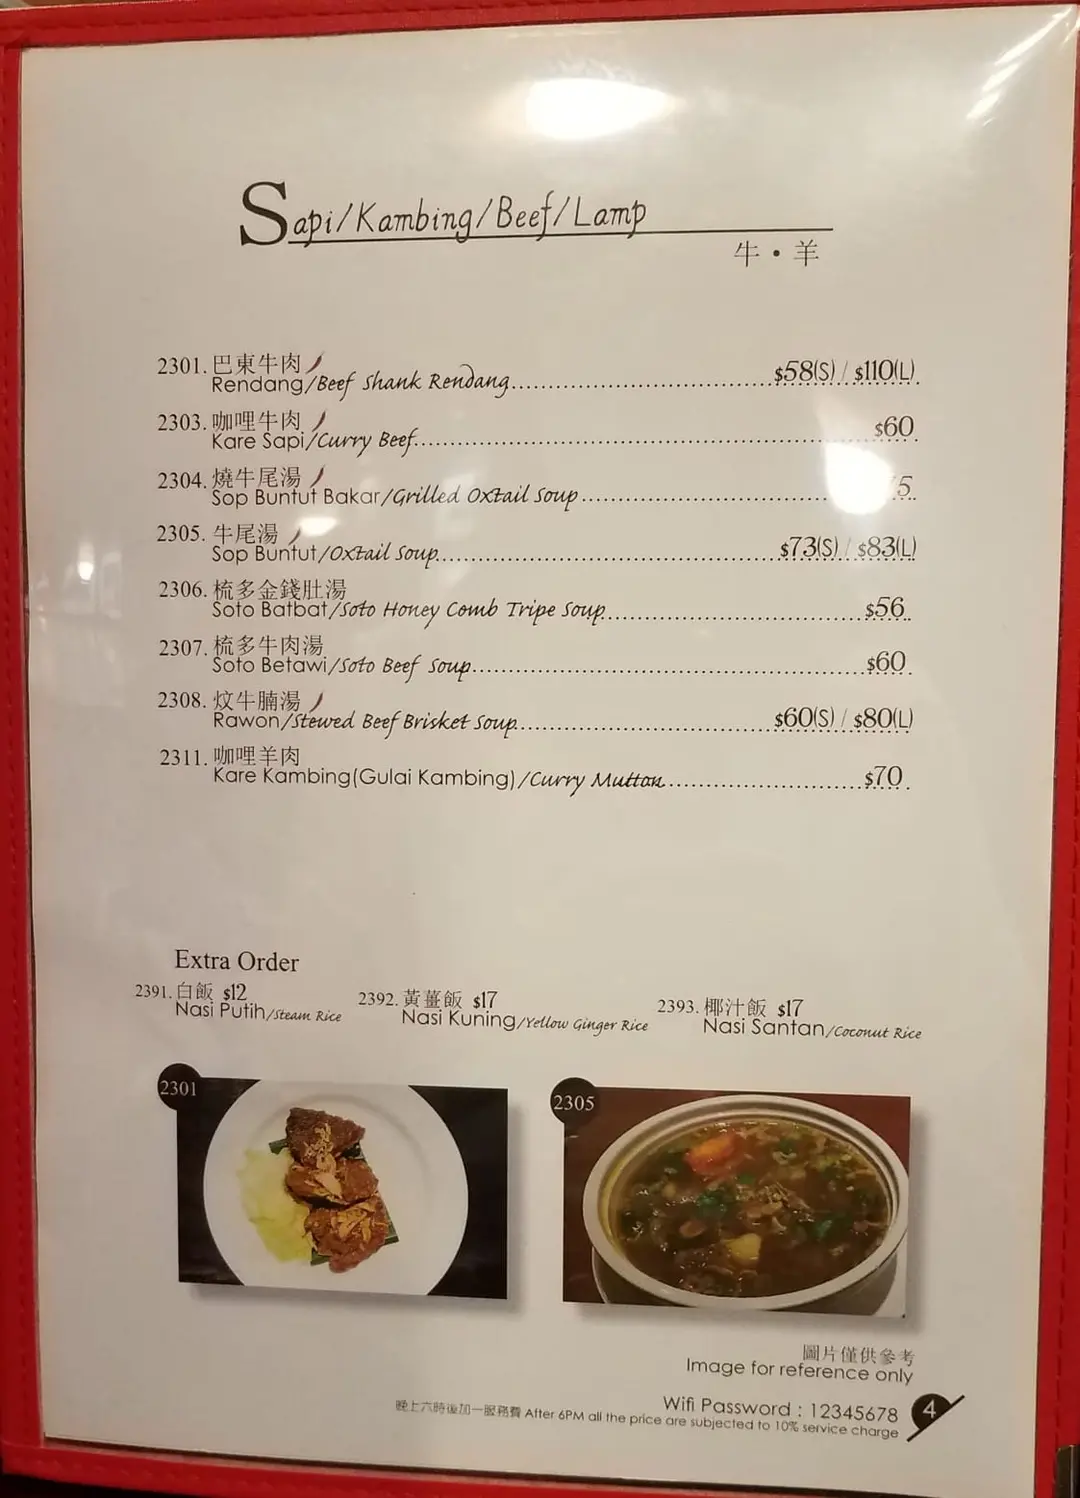 Sapi/Kambing/Beef/Lamp
牛・羊
2301. 巴東牛肉
Rendang/Beef Shank Rendang $58(S) / $110(L)
2303. 咖哩牛肉
Kare Sapi/Curry Beef $60
2304. 燒牛尾湯
Sop Buntut Bakar/Grilled Oxtail Soup
2305. 牛尾湯
Sop Buntut/Oxtail Soup $73(S) / $83(L)
2306. 梳多金錢肚湯
Soto Batbat/Soto Honey Comb Tripe Soup $56
2307. 梳多牛肉湯
Soto Betawi/Soto Beef Soup $60
2308. 炆牛腩湯
Rawon/Stewed Beef Brisket Soup $60(S) / $80(L)
2311. 咖哩羊肉
Kare Kambing(Gulai Kambing)/Curry Mutton $70
Extra Order
2391. 白飯 $12
Nasi Putih/Steam Rice
2392. 黃薑飯 $17
Nasi Kuning/Yellow Ginger Rice
2393. 椰汁飯 $17
Nasi Santan/Coconut Rice
2301
2305
圖片僅供參考
Image for reference only
Wifi Password : 12345678
晚上六時後加一服務費 After 6PM all the price are subjected to 10% service charge
4